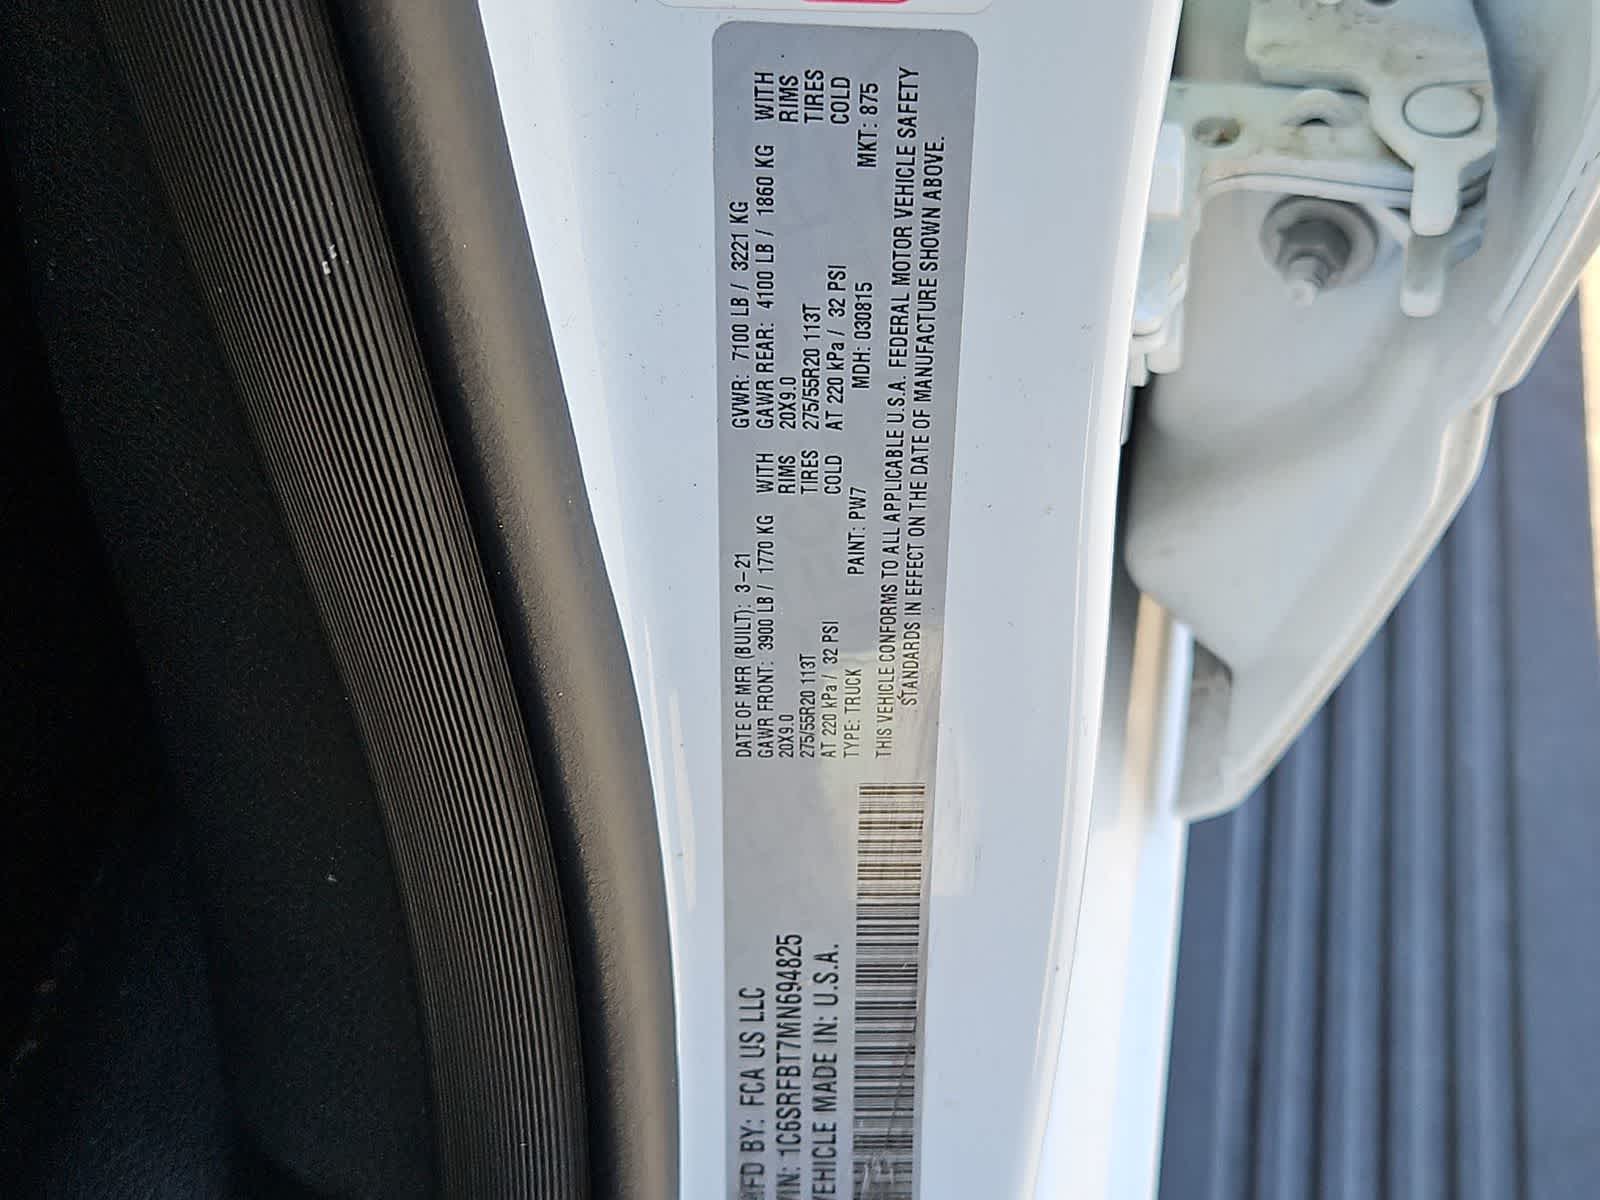 MFD BY: FCA US LLC
VIN: 1C6SRFBT7MN694825
VEHICLE MADE IN: U.S.A.
DATE OF MFR (BUILT): 3-21 GVWR: 7100 LB / 3221 KG
GAWR FRONT: 3900 LB / 1770 KG WITH GAWR REAR: 4100 LB / 1860 KG WITH
20X9.0 RIMS 20X9.0 RIMS
275/55R20 113T TIRES 275/55R20 113T TIRES
AT 220 kPa / 32 PSI COLD AT 220 kPa / 32 PSI COLD
TYPE: TRUCK PAINT: PW7 MDH: 030815 MKT: 875
THIS VEHICLE CONFORMS TO ALL APPLICABLE U.S.A. FEDERAL MOTOR VEHICLE SAFETY
STANDARDS IN EFFECT ON THE DATE OF MANUFACTURE SHOWN ABOVE.